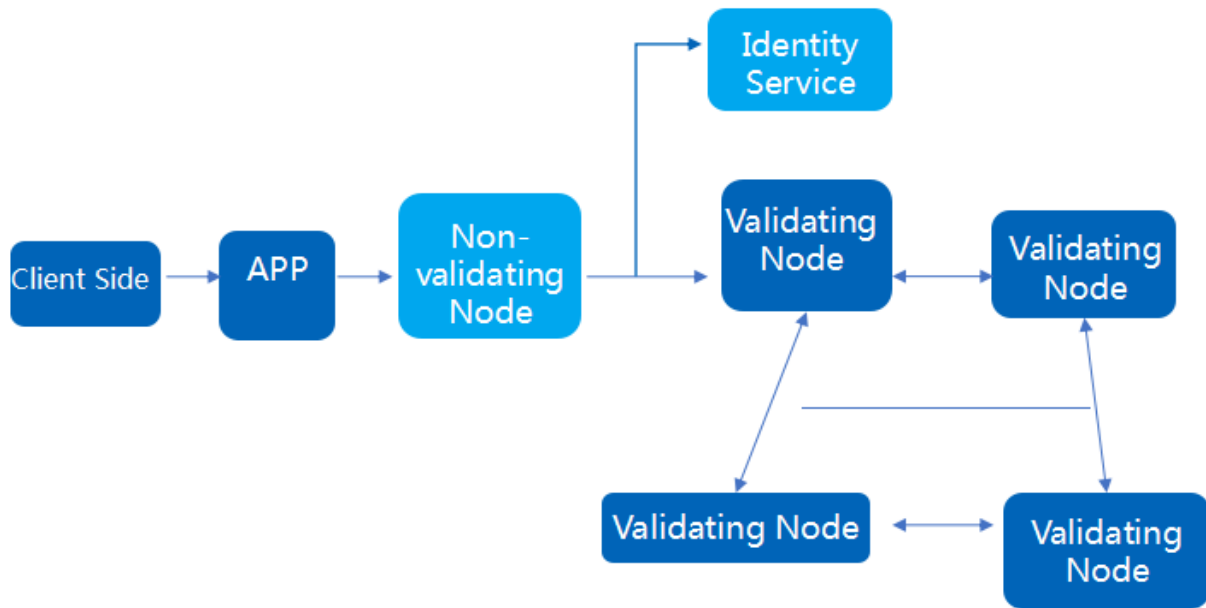 Identity
Service
Client Side
APP
Non-
validating
Node
Validating
Node
Validating
Node
Validating Node
Validating
Node